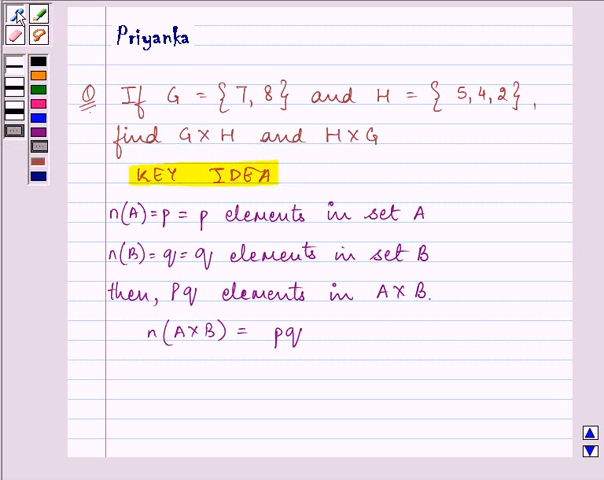 Priyanka
Q If G = { 7, 8 } and H = { 5, 4, 2 },
find G × H and H × G
KEY IDEA
n(A) = p = p elements in set A
n(B) = q = q elements in set B
then, Pq elements in A × B.
n(A × B) = pq